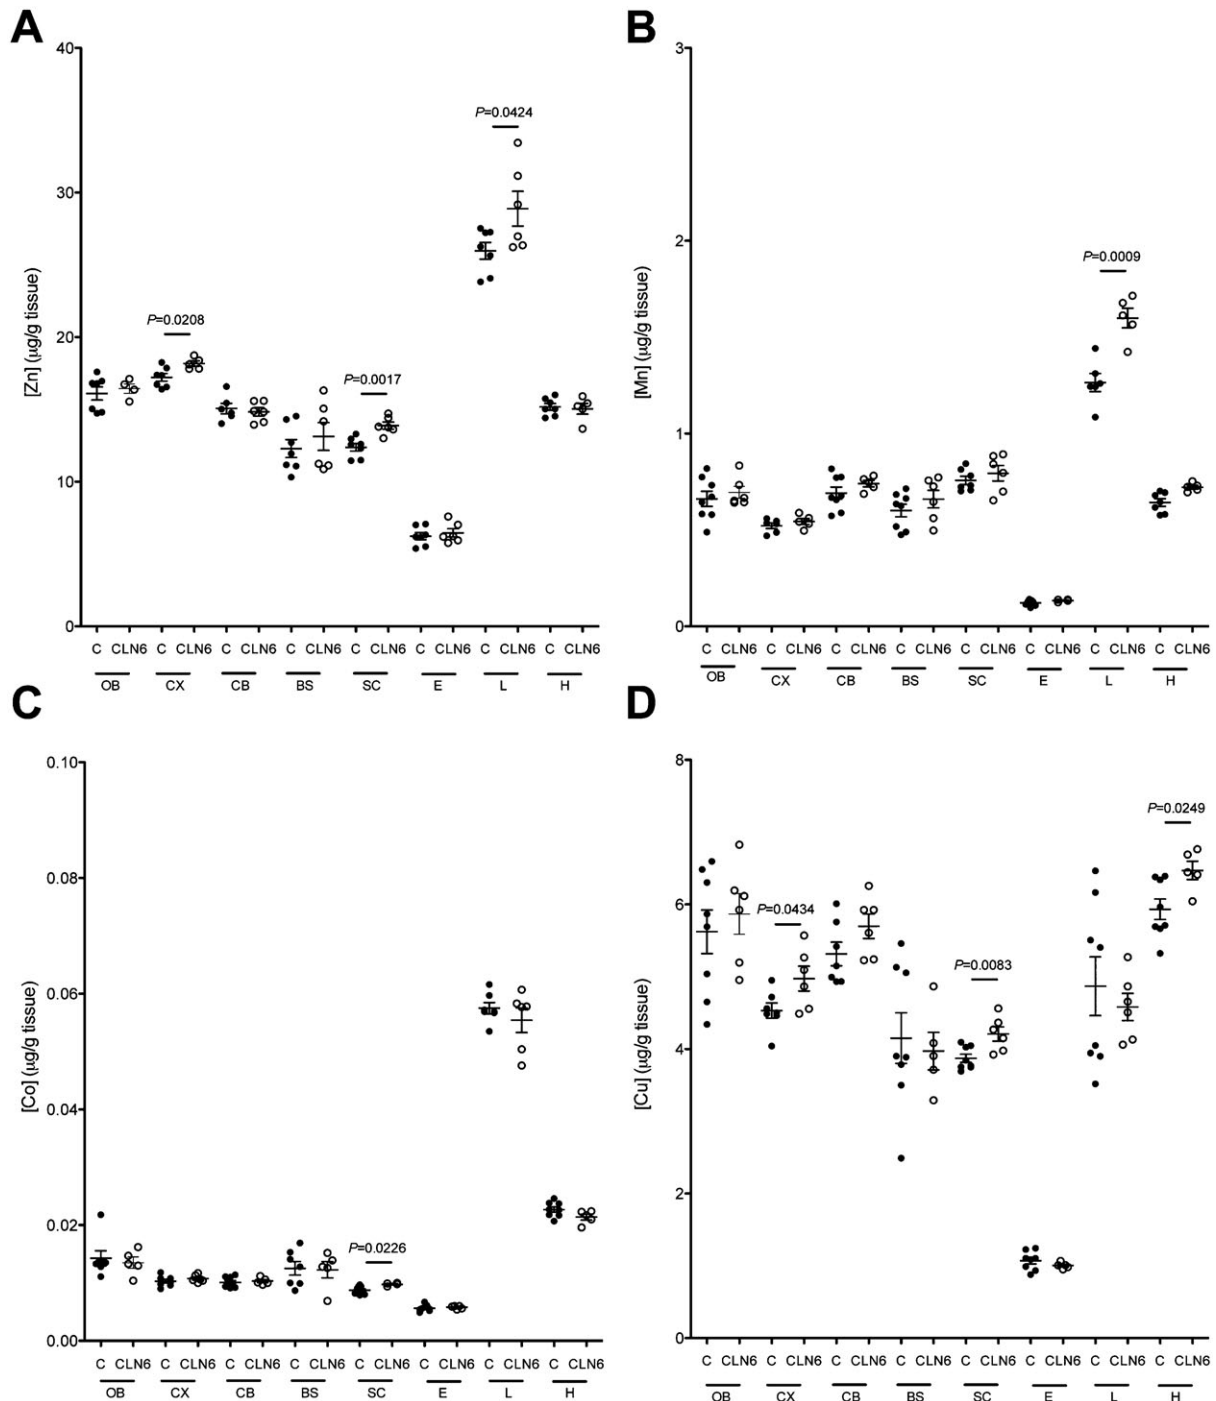 A
40
30
20
10
0
[Zn] (μg/g tissue)
P=0.0208
P=0.0017
P=0.0424
C CLN6 C CLN6 C CLN6 C CLN6 C CLN6 C CLN6 C CLN6 C CLN6
OB CX CB BS SC E L H
B
3
2
1
0
[Mn] (μg/g tissue)
P=0.0009
C CLN6 C CLN6 C CLN6 C CLN6 C CLN6 C CLN6 C CLN6 C CLN6
OB CX CB BS SC E L H
C
0.10
0.08
0.06
0.04
0.02
0.00
[Co] (μg/g tissue)
P=0.0226
C CLN6 C CLN6 C CLN6 C CLN6 C CLN6 C CLN6 C CLN6 C CLN6
OB CX CB BS SC E L H
D
8
6
4
2
0
[Cu] (μg/g tissue)
P=0.0434
P=0.0083
P=0.0249
C CLN6 C CLN6 C CLN6 C CLN6 C CLN6 C CLN6 C CLN6 C CLN6
OB CX CB BS SC E L H